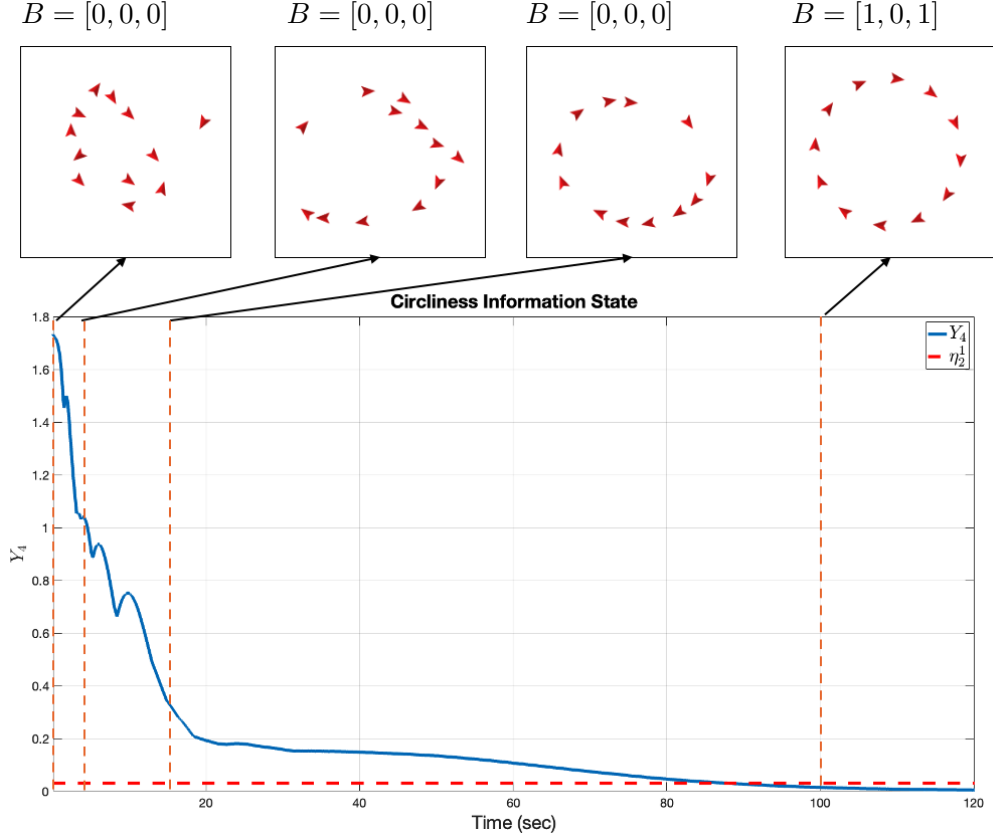 B = [0, 0, 0]
B = [0, 0, 0]
B = [0, 0, 0]
B = [1, 0, 1]
Circliness Information State
Y₄
η₂¹
Y₄
1.8
1.6
1.4
1.2
1
0.8
0.6
0.4
0.2
0
20
40
60
80
100
120
Time (sec)